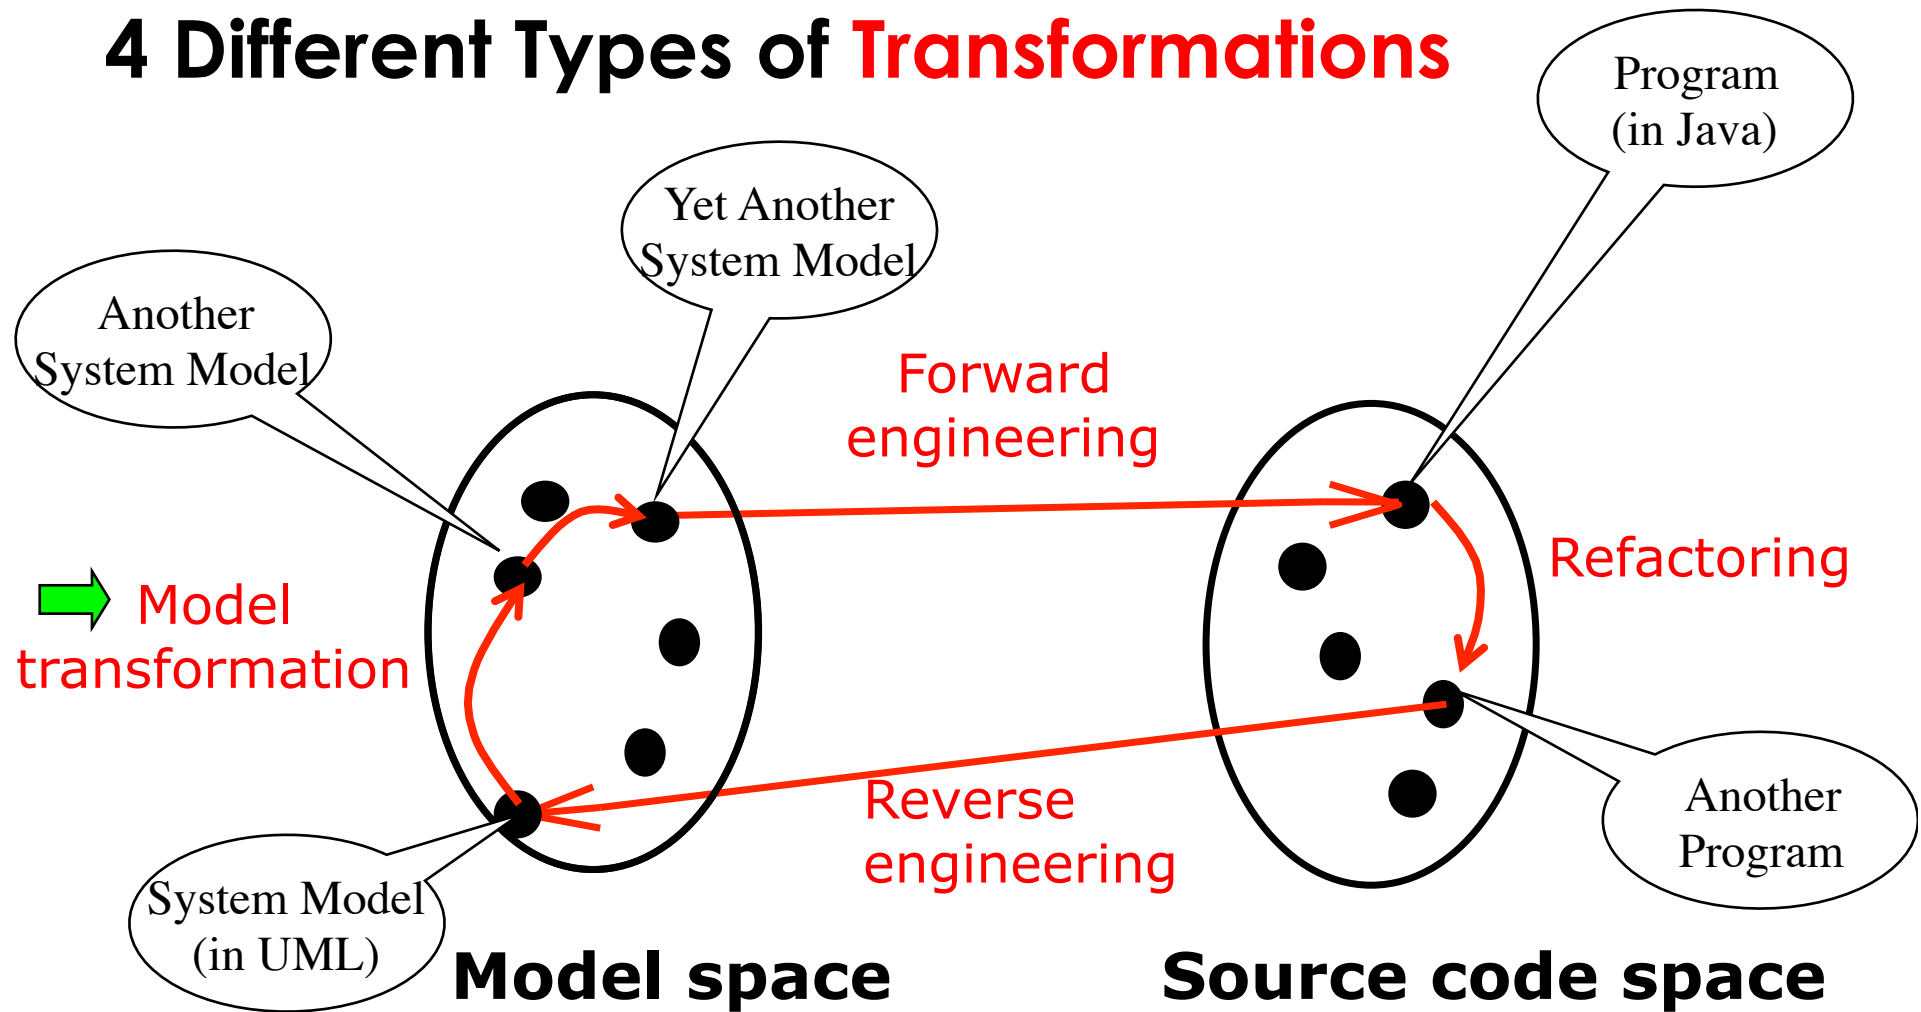 4 Different Types of Transformations
Program
(in Java)
Yet Another
System Model
Another
System Model
Forward
engineering
Refactoring
Model
transformation
Reverse
engineering
Another
Program
System Model
(in UML)
Model space
Source code space